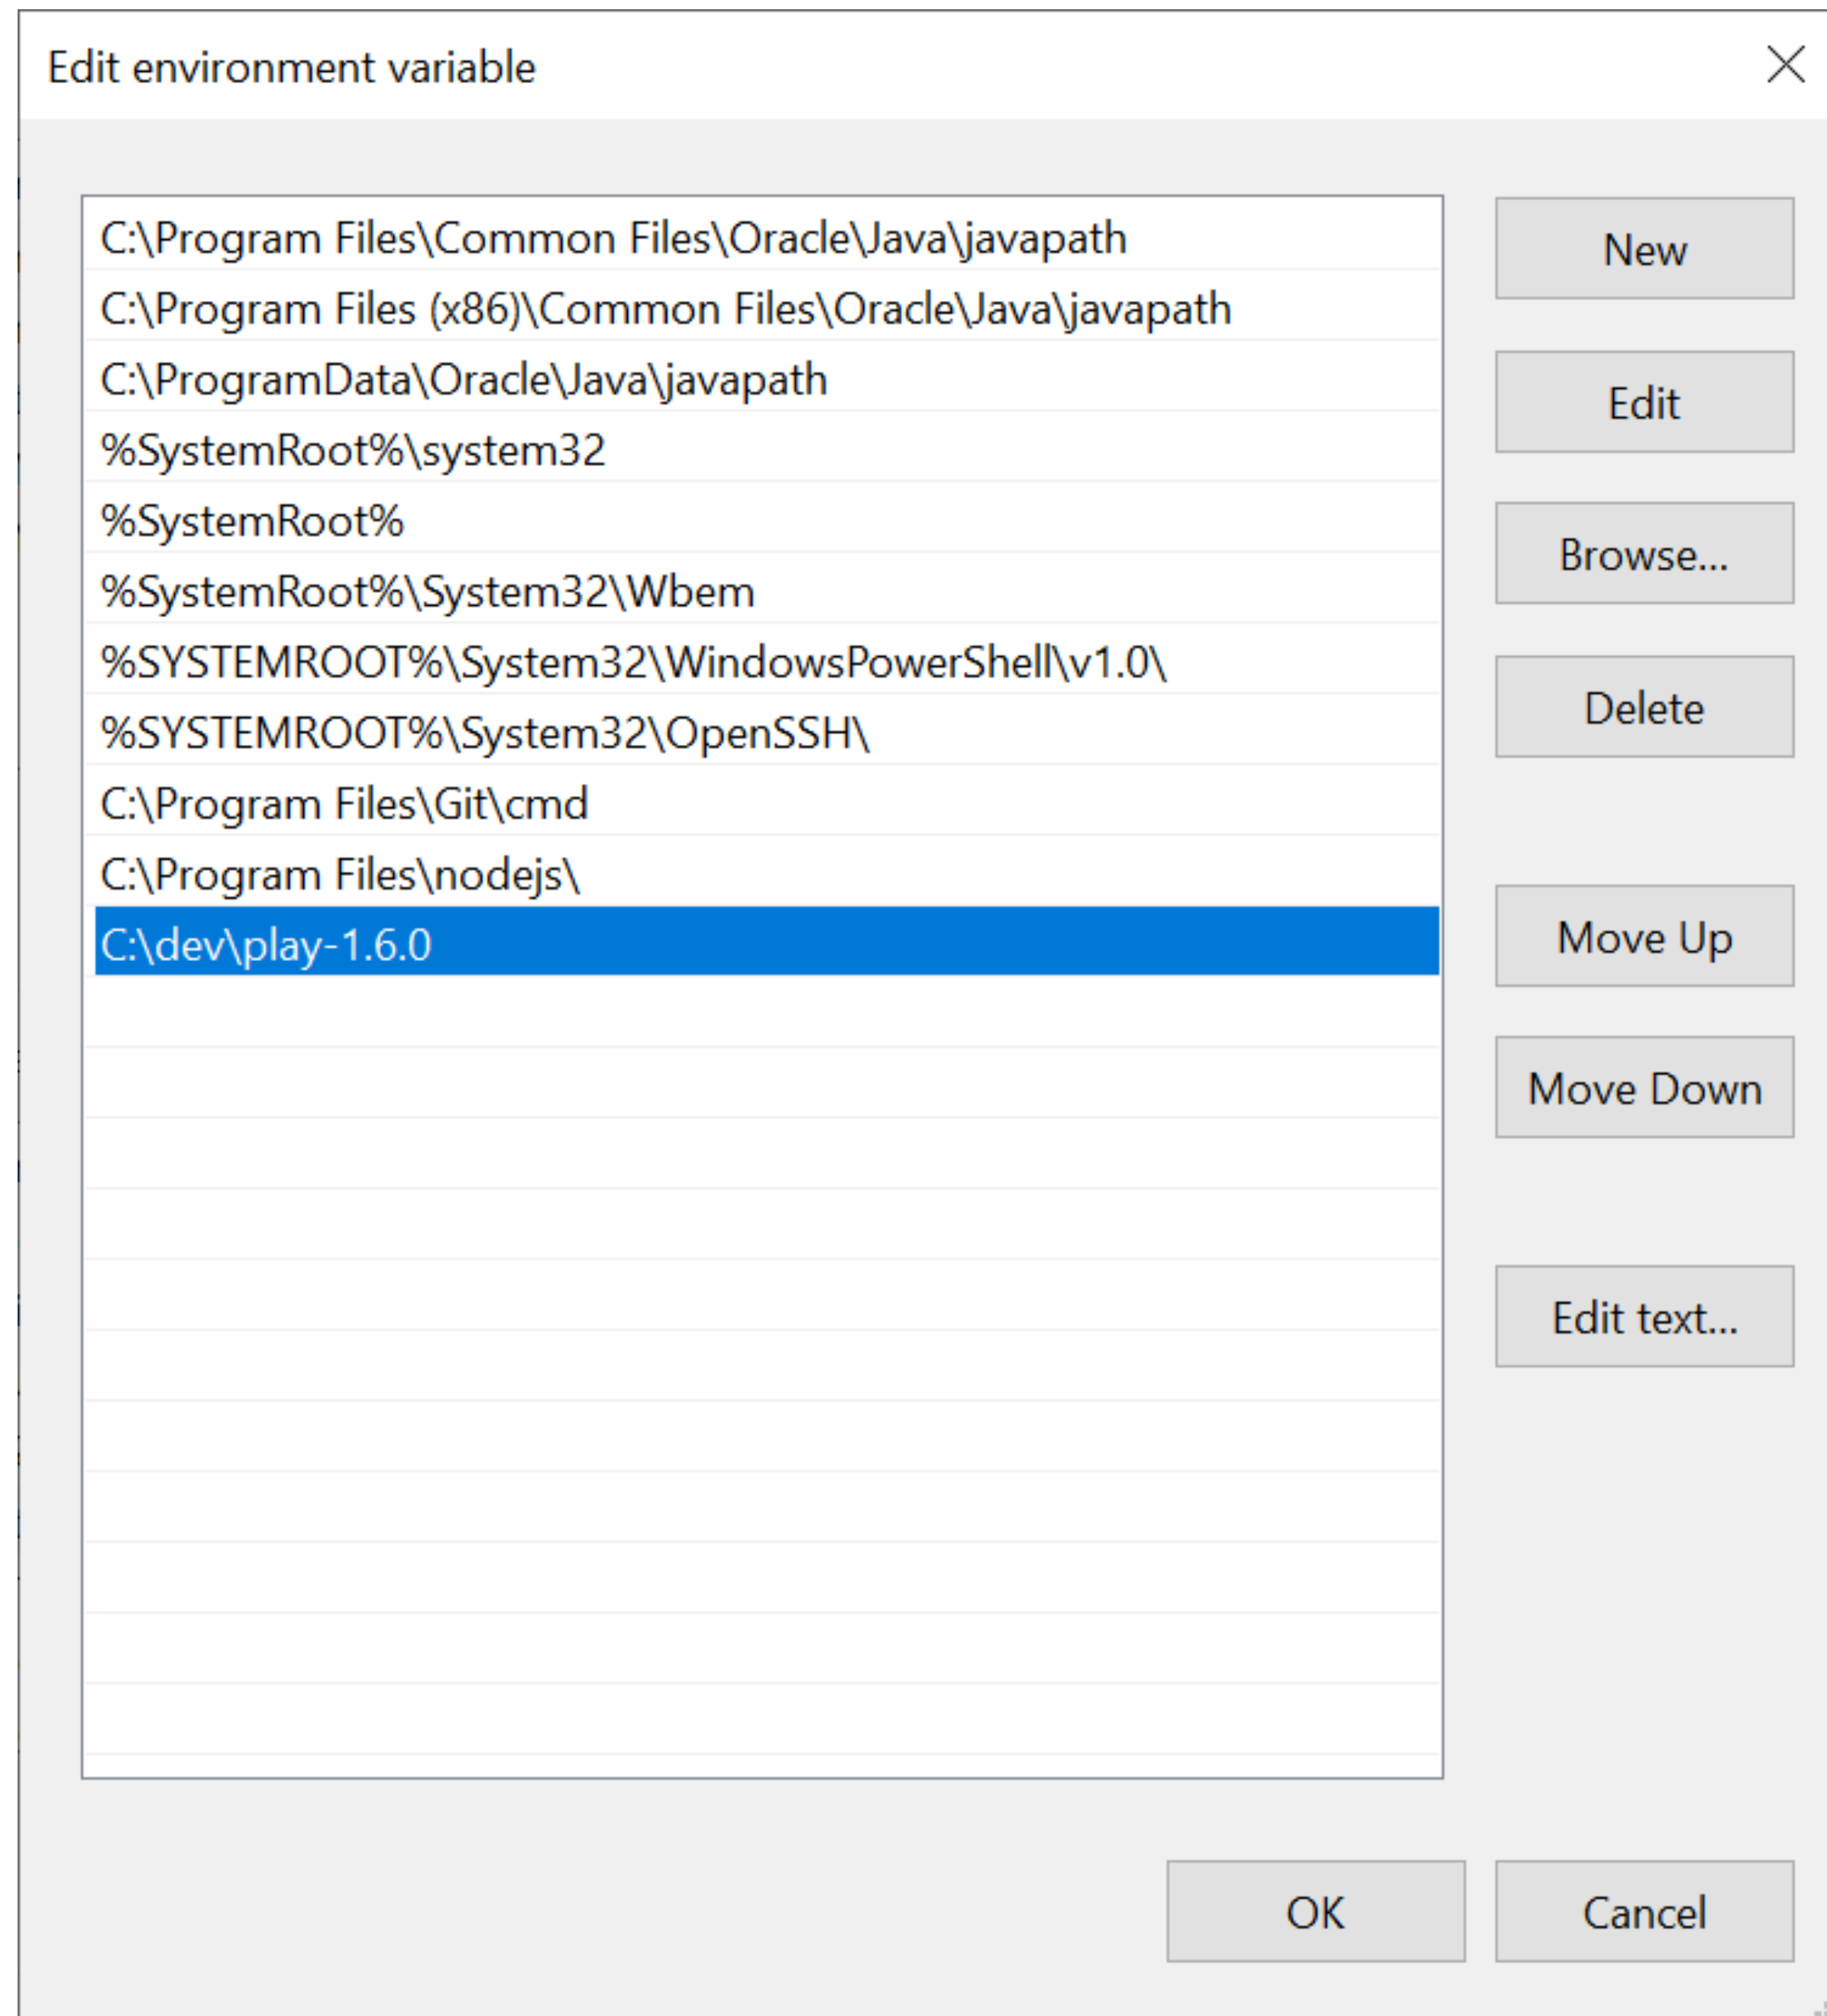 Edit environment variable
C:\Program Files\Common Files\Oracle\Java\javapath
C:\Program Files (x86)\Common Files\Oracle\Java\javapath
C:\ProgramData\Oracle\Java\javapath
%SystemRoot%\system32
%SystemRoot%
%SystemRoot%\System32\Wbem
%SYSTEMROOT%\System32\WindowsPowerShell\v1.0\
%SYSTEMROOT%\System32\OpenSSH\
C:\Program Files\Git\cmd
C:\Program Files\nodejs\
C:\dev\play-1.6.0
New
Edit
Browse...
Delete
Move Up
Move Down
Edit text...
OK
Cancel